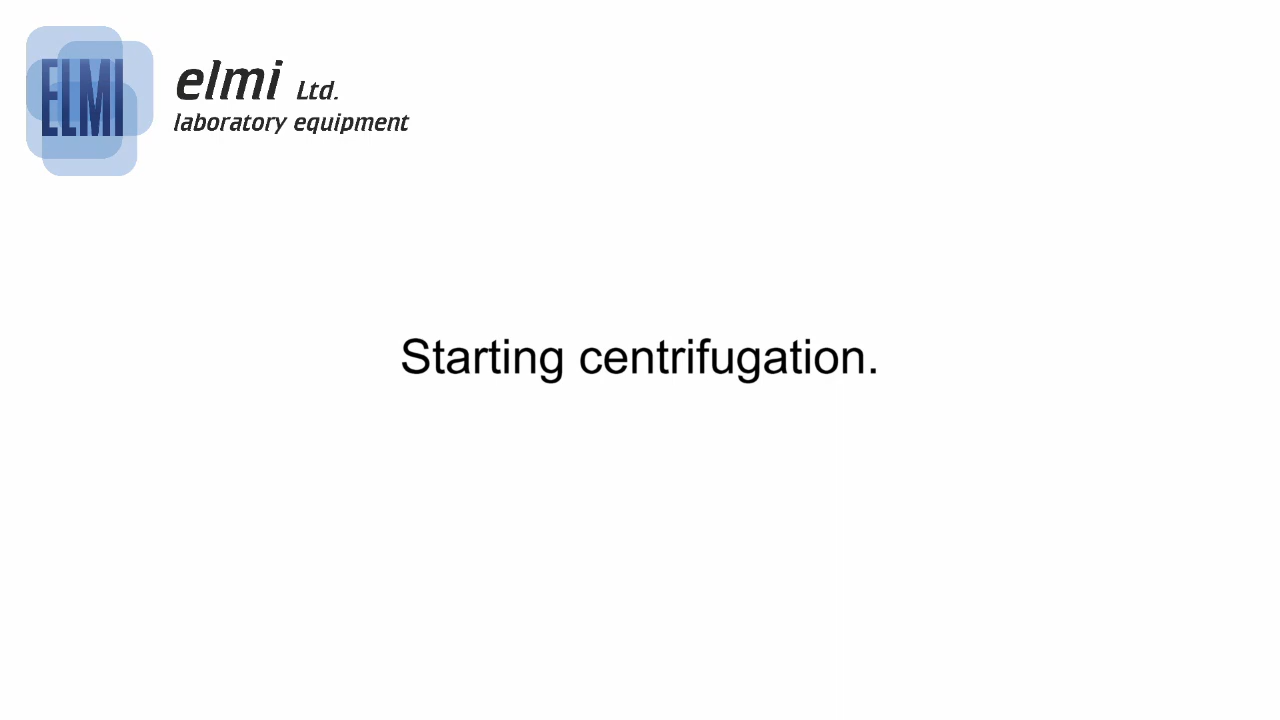 ELMI
elmi Ltd.
laboratory equipment
Starting centrifugation.